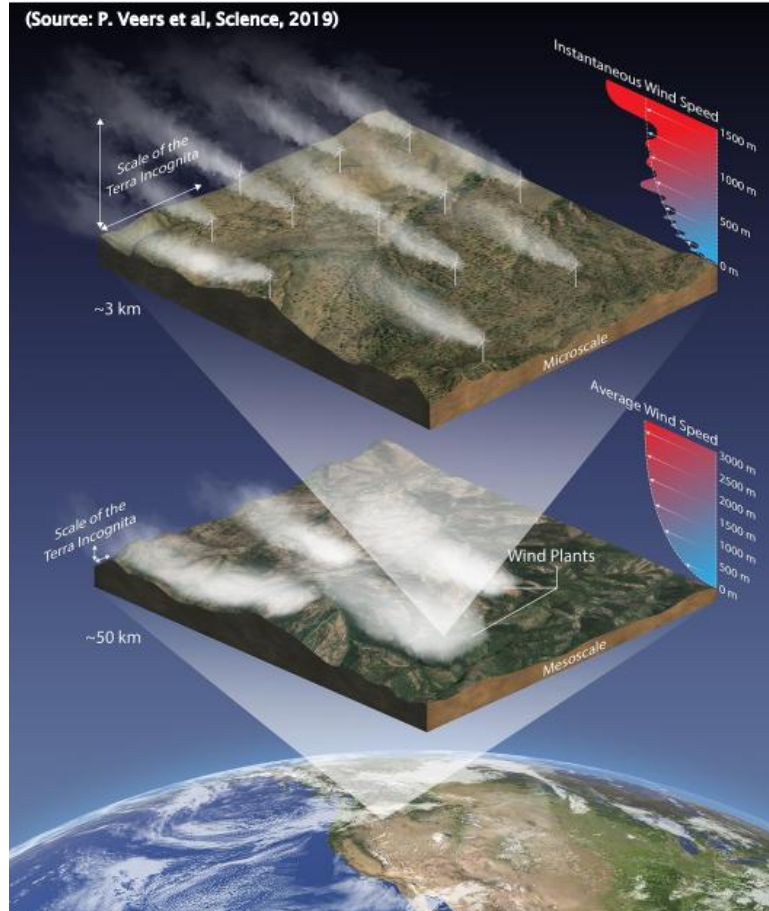 (Source: P. Veers et al, Science, 2019)
Instantaneous Wind Speed
1500 m
1000 m
500 m
0 m
Scale of the
Terra Incognita
~3 km
Microscale
Average Wind Speed
3000 m
2500 m
2000 m
1500 m
1000 m
500 m
0 m
Scale of the
Terra Incognita
Wind Plants
~50 km
Mesoscale